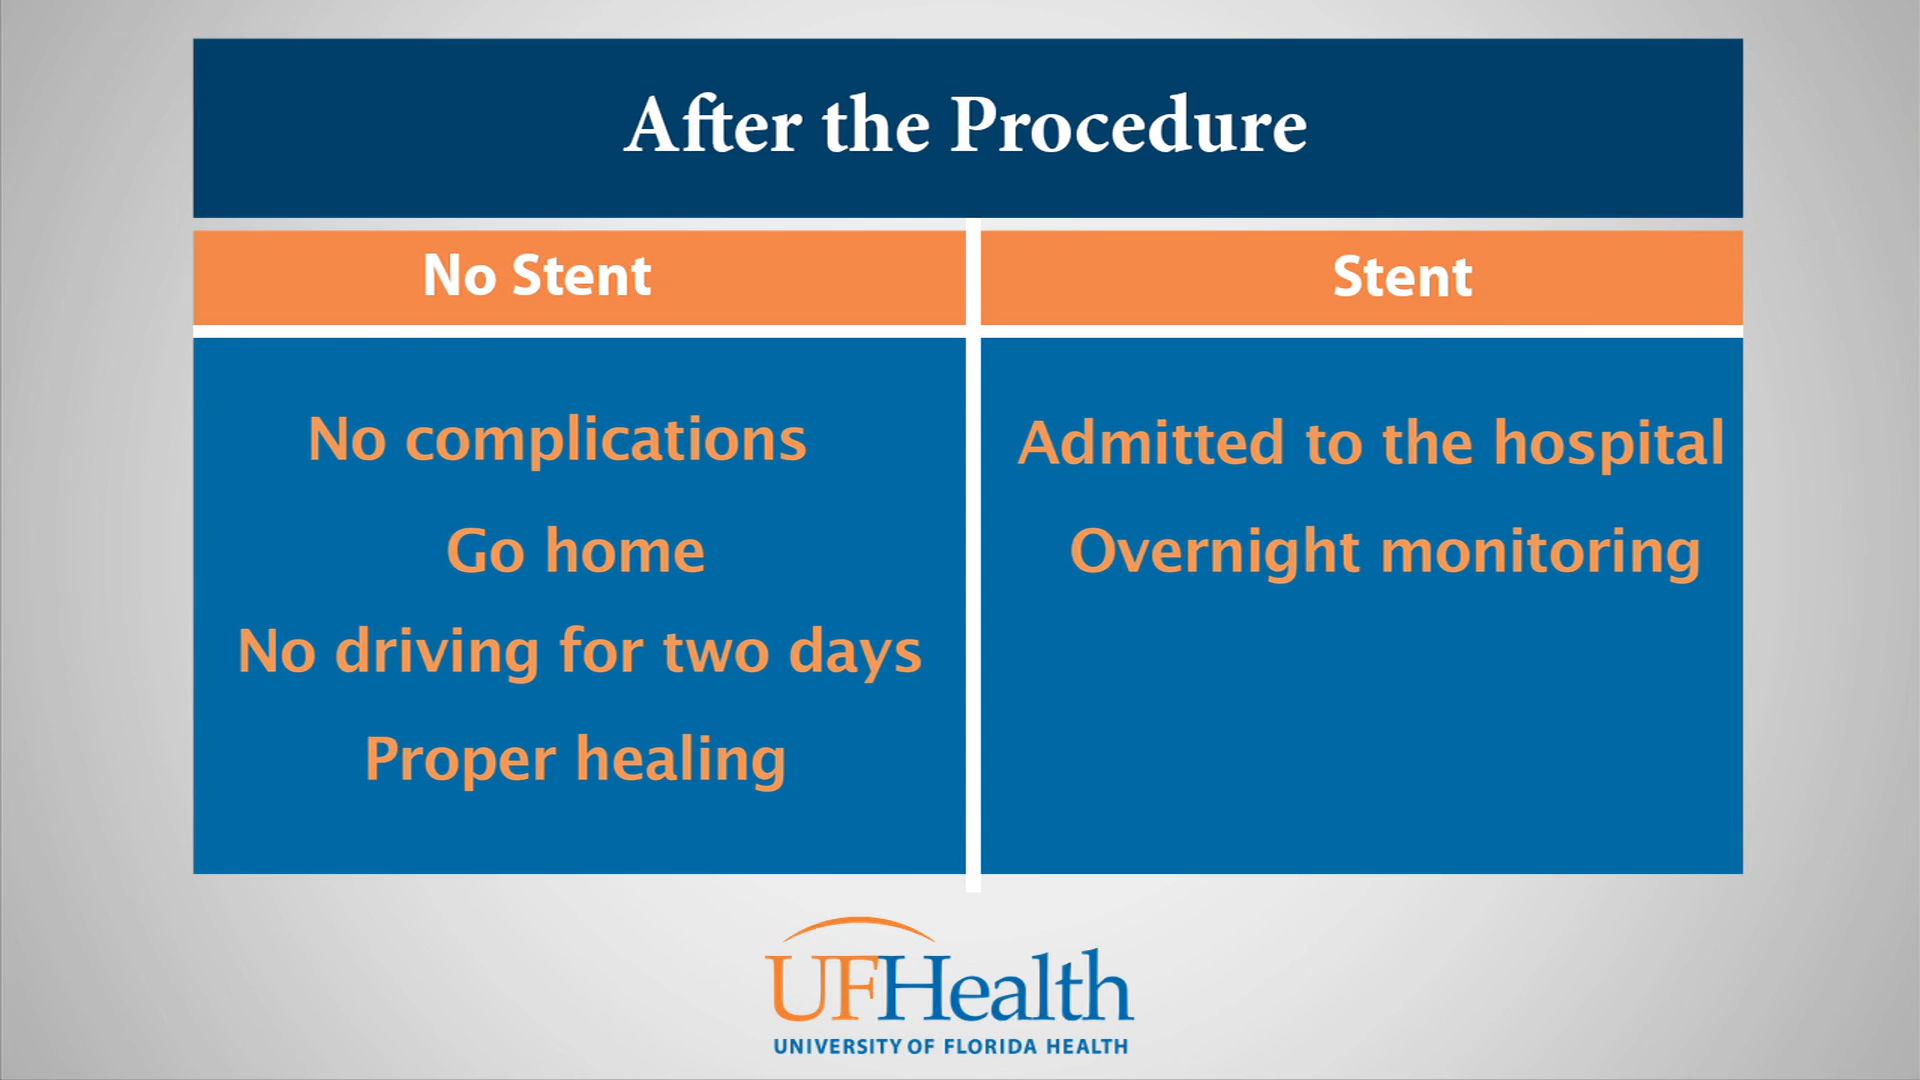 After the Procedure
No Stent
Stent
No complications
Go home
No driving for two days
Proper healing
Admitted to the hospital
Overnight monitoring
UFHealth
UNIVERSITY OF FLORIDA HEALTH